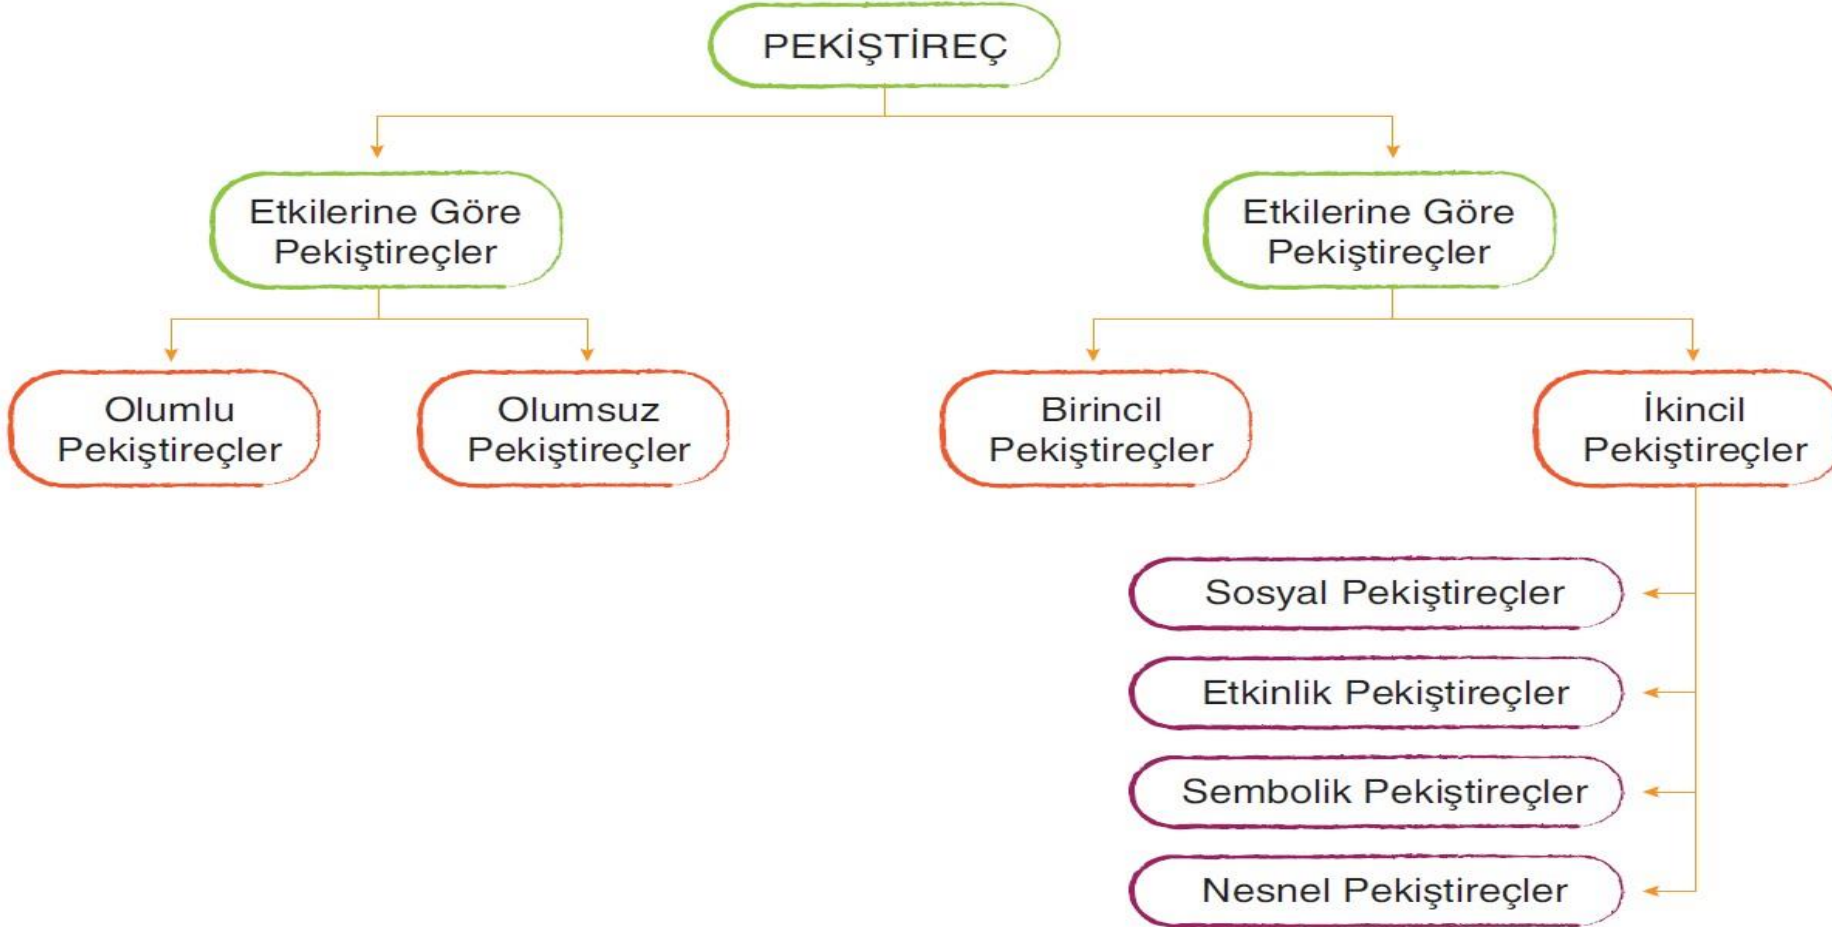 PEKİŞTİREÇ
Etkilerine Göre
Pekiştireçler
Etkilerine Göre
Pekiştireçler
Olumlu
Pekiştireçler
Olumsuz
Pekiştireçler
Birincil
Pekiştireçler
İkincil
Pekiştireçler
Sosyal Pekiştireçler
Etkinlik Pekiştireçler
Sembolik Pekiştireçler
Nesnel Pekiştireçler